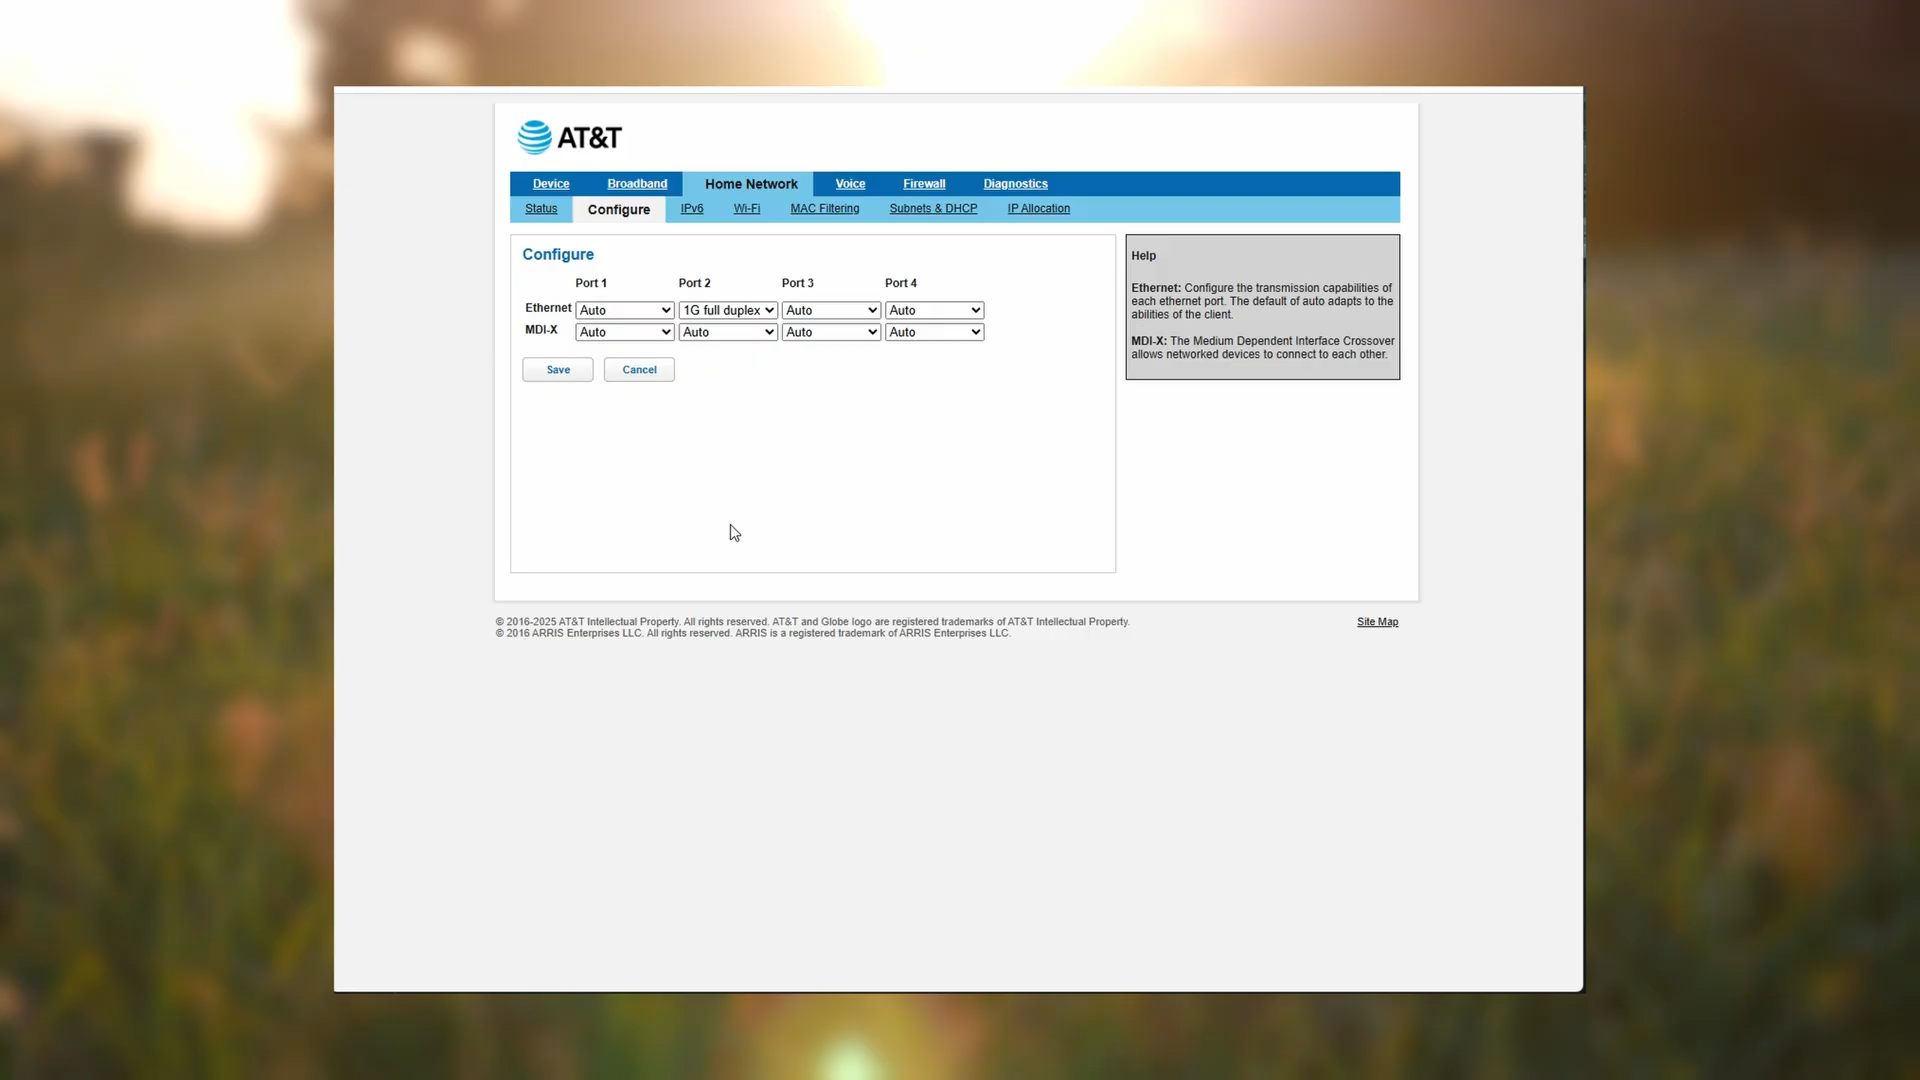 AT&T
Device Broadband Home Network Voice Firewall Diagnostics
Status Configure IPv6 Wi-Fi MAC Filtering Subnets & DHCP IP Allocation
Configure
Port 1 Port 2 Port 3 Port 4
Ethernet Auto 1G full duplex Auto Auto
MDI-X Auto Auto Auto Auto
Save Cancel
Help
Ethernet: Configure the transmission capabilities of
each ethernet port. The default of auto adapts to the
abilities of the client.
MDI-X: The Medium Dependent Interface Crossover
allows networked devices to connect to each other.
© 2016-2025 AT&T Intellectual Property. All rights reserved. AT&T and Globe logo are registered trademarks of AT&T Intellectual Property.
© 2016 ARRIS Enterprises LLC. All rights reserved. ARRIS is a registered trademark of ARRIS Enterprises LLC.
Site Map